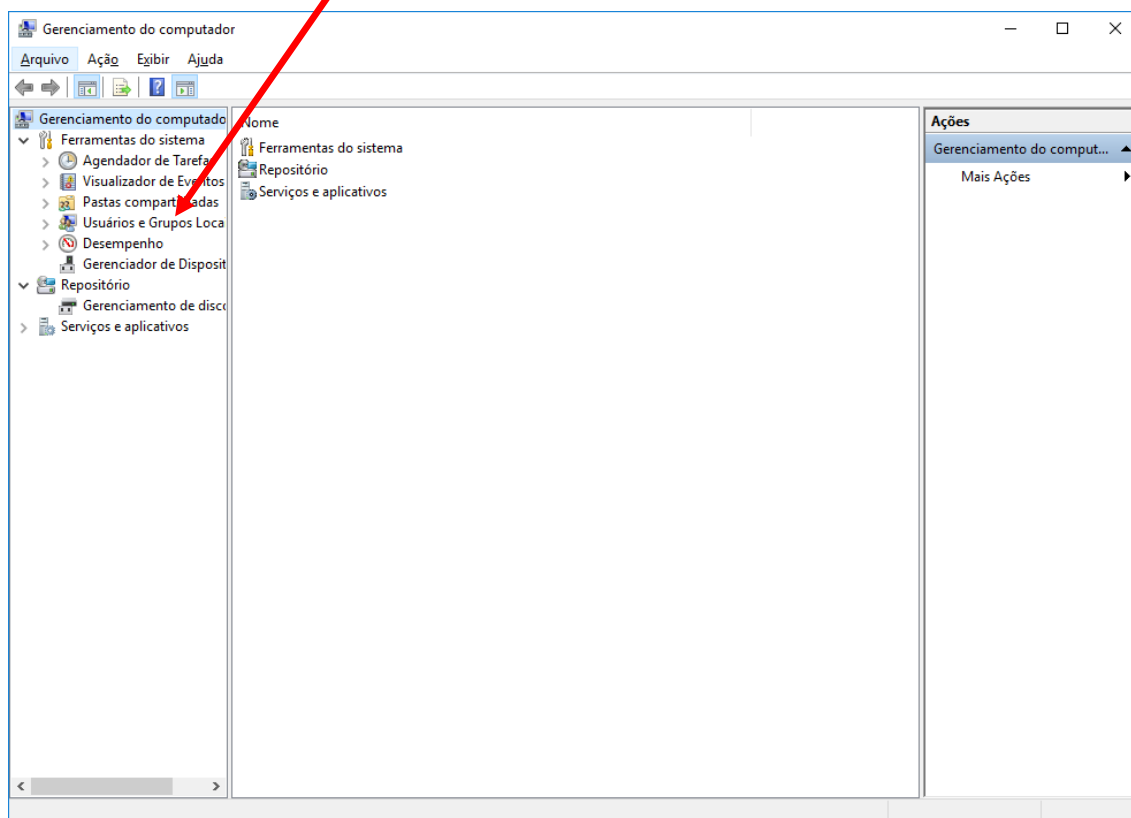 Gerenciamento do computador
Arquivo Ação Exibir Ajuda
Gerenciamento do computado
Ferramentas do sistema
Agendador de Tarefa
Visualizador de Eventos
Pastas compartilhadas
Usuários e Grupos Loca
Desempenho
Gerenciador de Disposit
Repositório
Gerenciamento de disco
Serviços e aplicativos
Nome
Ferramentas do sistema
Repositório
Serviços e aplicativos
Ações
Gerenciamento do comput...
Mais Ações